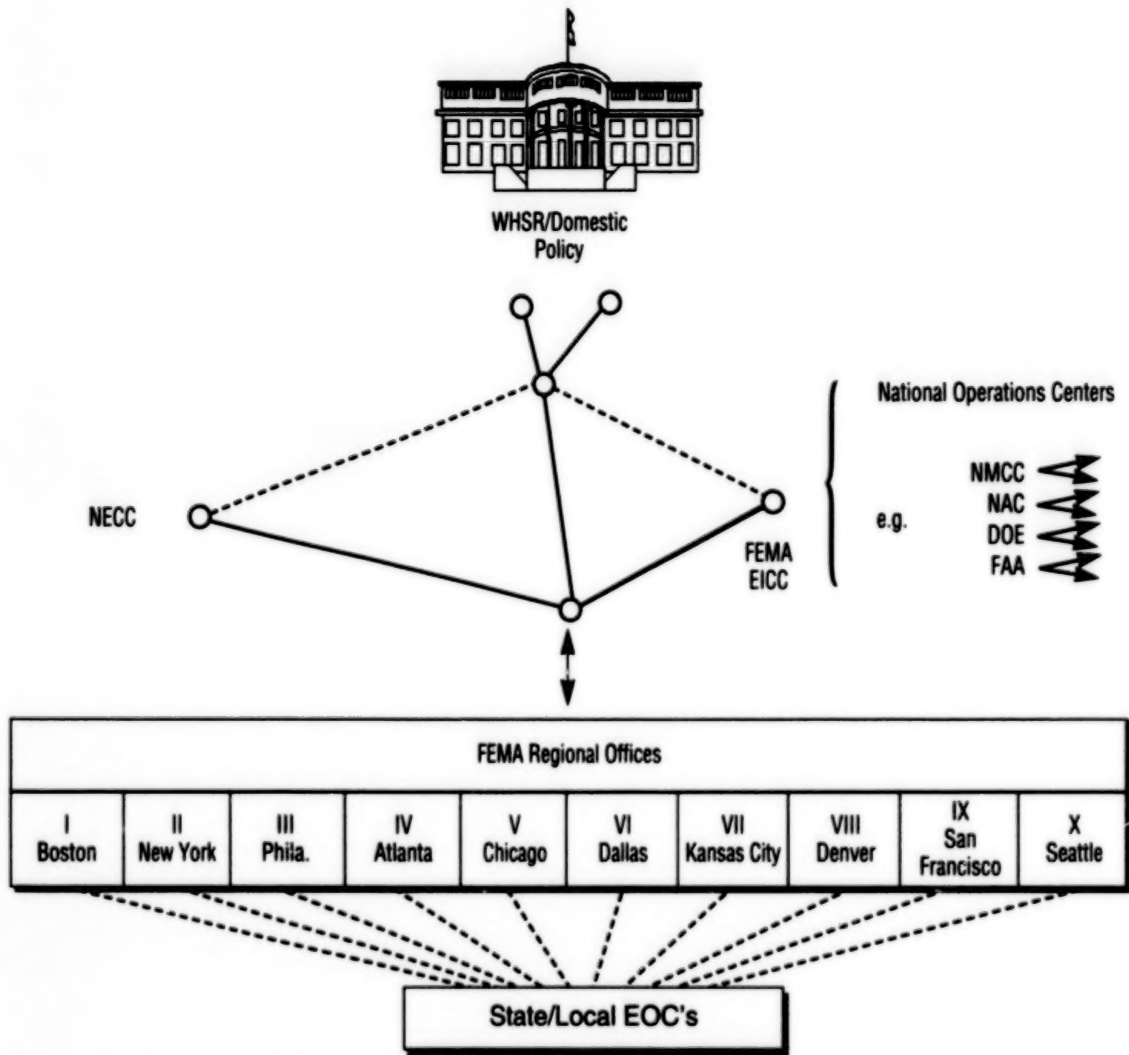 WHSR/Domestic
Policy
National Operations Centers
NECC
FEMA
EICC
e.g.
NMCC
NAC
DOE
FAA
FEMA Regional Offices
I
Boston
II
New York
III
Phila.
IV
Atlanta
V
Chicago
VI
Dallas
VII
Kansas City
VIII
Denver
IX
San
Francisco
X
Seattle
State/Local EOC's